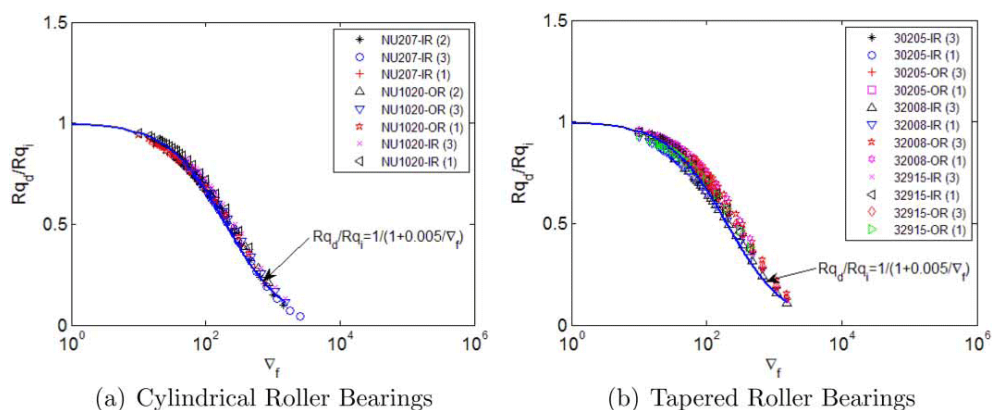 1.5
1
0.5
0
Rq_d/Rq_i
10^0
10^2
10^4
10^6
∇_f
NU207-IR (2)
NU207-IR (3)
NU207-IR (1)
NU1020-OR (2)
NU1020-OR (3)
NU1020-OR (1)
NU1020-IR (3)
NU1020-IR (1)
Rq_d/Rq_i=1/(1+0.005/∇_f)
(a) Cylindrical Roller Bearings
1.5
1
0.5
0
Rq_d/Rq_i
10^0
10^2
10^4
10^6
∇_f
30205-IR (3)
30205-IR (1)
30205-OR (3)
30205-OR (1)
32008-IR (3)
32008-IR (1)
32008-OR (3)
32008-OR (1)
32915-IR (3)
32915-IR (1)
32915-OR (3)
32915-OR (1)
Rq_d/Rq_i=1/(1+0.005/∇_f)
(b) Tapered Roller Bearings